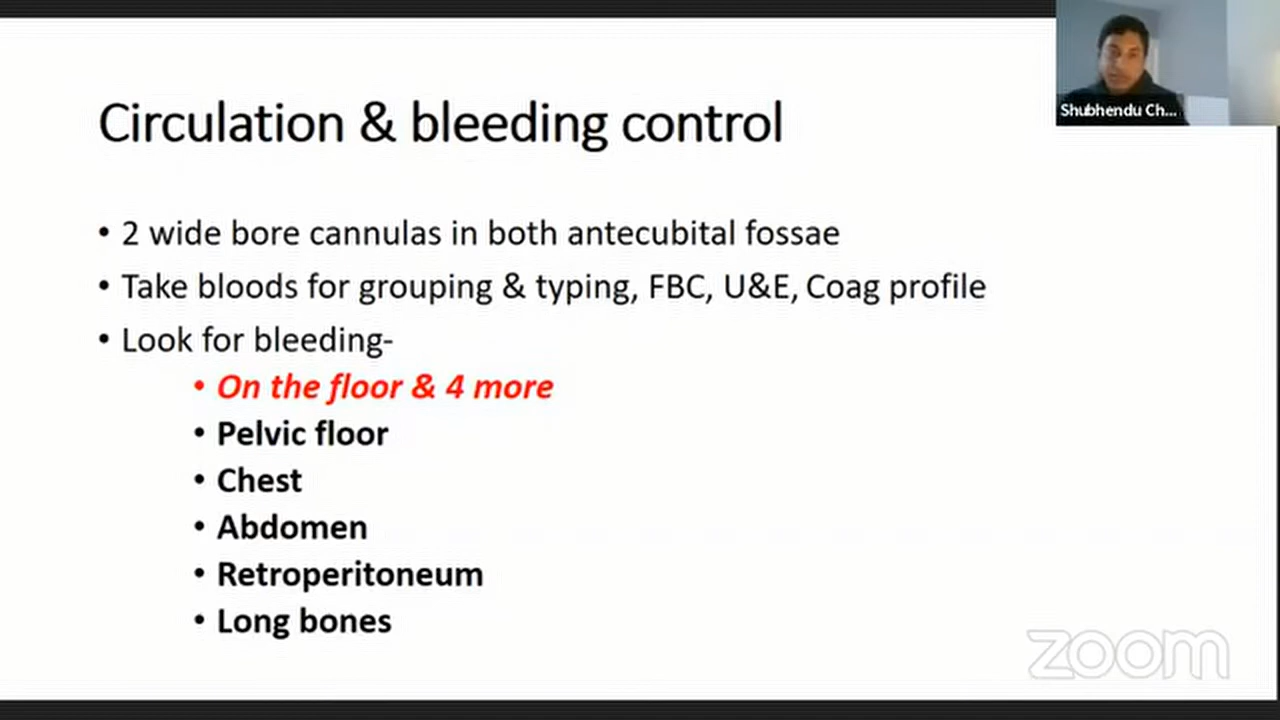 Shubhendu Ch...
Circulation & bleeding control
• 2 wide bore cannulas in both antecubital fossae
• Take bloods for grouping & typing, FBC, U&E, Coag profile
• Look for bleeding-
• On the floor & 4 more
• Pelvic floor
• Chest
• Abdomen
• Retroperitoneum
• Long bones
zoom